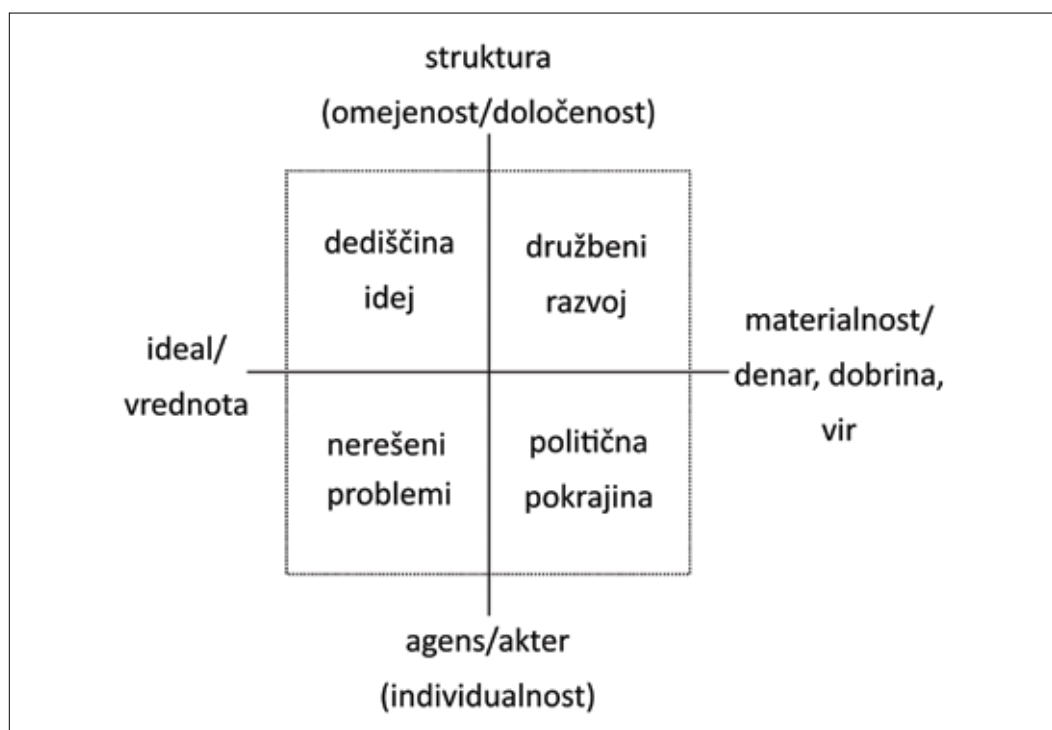 struktura
(omejenost/določenost)
dediščina
idej
družbeni
razvoj
ideal/
vrednota
materialnost/
denar, dobrina,
vir
nerešeni
problemi
politična
pokrajina
agens/akter
(individualnost)